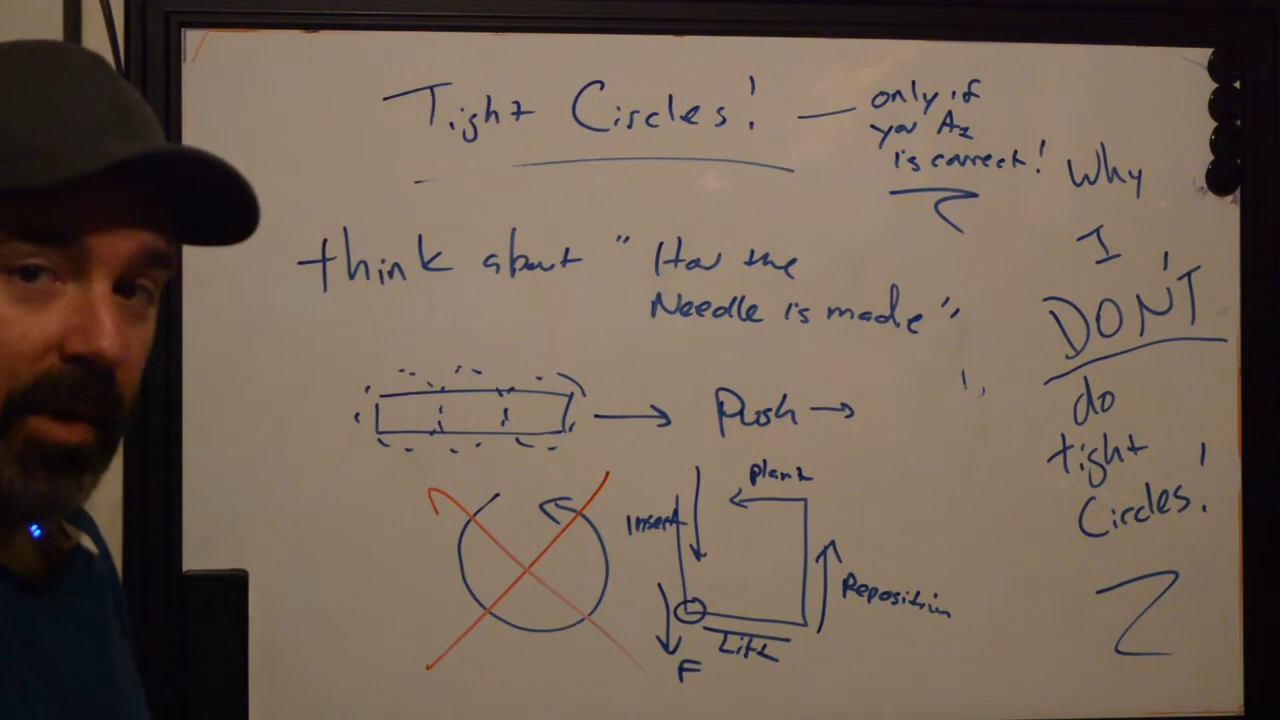 Tight Circles!
only if
your Az
is correct!
think about "How the
Needle is made"
Push
Insert
plant
Reposition
Lift
F
Why
I
DON'T
do
tight
Circles!